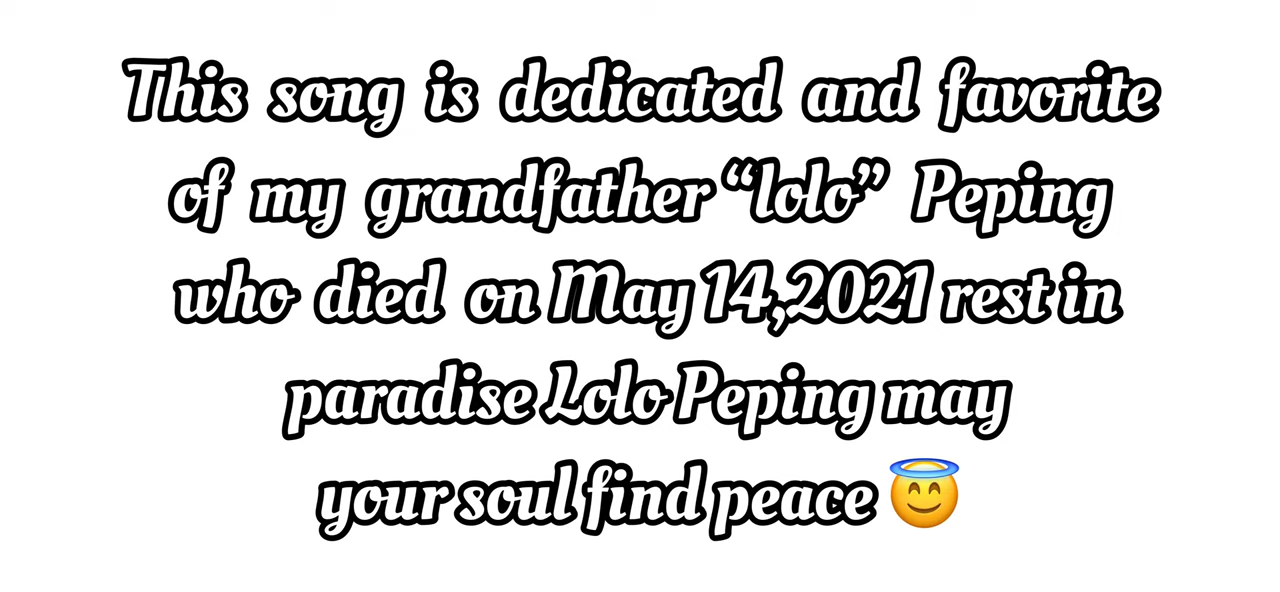 This song is dedicated and favorite
of my grandfather “lolo” Peping
who died on May 14,2021 rest in
paradise Lolo Peping may
your soul find peace 😇